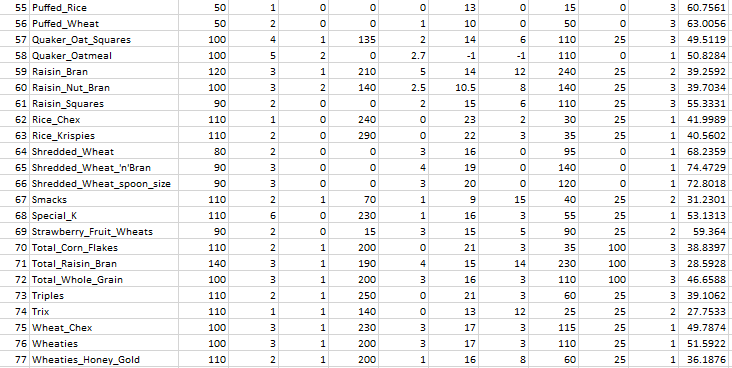 55 Puffed_Rice 50 1 0 0 0 13 0 15 0 3 60.7561
56 Puffed_Wheat 50 2 0 0 1 10 0 50 0 3 63.0056
57 Quaker_Oat_Squares 100 4 1 135 2 14 6 110 25 3 49.5119
58 Quaker_Oatmeal 100 5 2 0 2.7 -1 -1 110 0 1 50.8284
59 Raisin_Bran 120 3 1 210 5 14 12 240 25 2 39.2592
60 Raisin_Nut_Bran 100 3 2 140 2.5 10.5 8 140 25 3 39.7034
61 Raisin_Squares 90 2 0 0 2 15 6 110 25 3 55.3331
62 Rice_Chex 110 1 0 240 0 23 2 30 25 1 41.9989
63 Rice_Krispies 110 2 0 290 0 22 3 35 25 1 40.5602
64 Shredded_Wheat 80 2 0 0 3 16 0 95 0 1 68.2359
65 Shredded_Wheat_'n'Bran 90 3 0 0 4 19 0 140 0 1 74.4729
66 Shredded_Wheat_spoon_size 90 3 0 0 3 20 0 120 0 1 72.8018
67 Smacks 110 2 1 70 1 9 15 40 25 2 31.2301
68 Special_K 110 6 0 230 1 16 3 55 25 1 53.1313
69 Strawberry_Fruit_Wheats 90 2 0 15 3 15 5 90 25 2 59.364
70 Total_Corn_Flakes 110 2 1 200 0 21 3 35 100 3 38.8397
71 Total_Raisin_Bran 140 3 1 190 4 15 14 230 100 3 28.5928
72 Total_Whole_Grain 100 3 1 200 3 16 3 110 100 3 46.6588
73 Triples 110 2 1 250 0 21 3 60 25 3 39.1062
74 Trix 110 1 1 140 0 13 12 25 25 2 27.7533
75 Wheat_Chex 100 3 1 230 3 17 3 115 25 1 49.7874
76 Wheaties 100 3 1 200 3 17 3 110 25 1 51.5922
77 Wheaties_Honey_Gold 110 2 1 200 1 16 8 60 25 1 36.1876